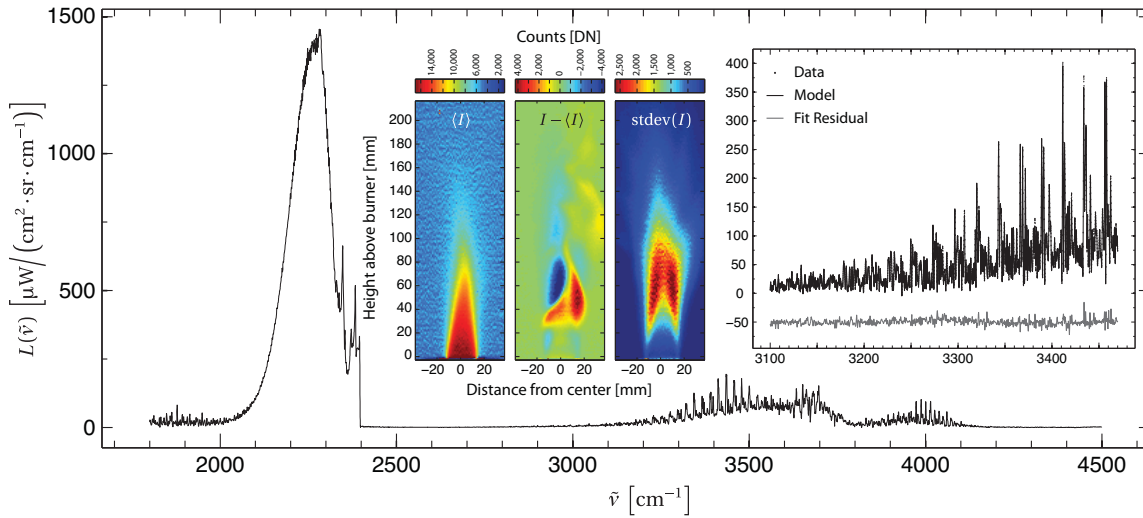 1500
1000
500
0
L(ṽ) [µW/(cm² · sr · cm⁻¹)]
2000 2500 3000 3500 4000 4500
ṽ [cm⁻¹]
Counts [DN]
14,000 10,000 6,000 2,000
4,000 2,000 0 −2,000 −4,000
2,500 1,500 1,000 500
⟨I⟩ I − ⟨I⟩ stdev(I)
Height above burner [mm]
200
180
160
140
120
100
80
60
40
20
0
−20 0 20 −20 0 20 −20 0 20
Distance from center [mm]
400
350
300
250
200
150
100
50
0
−50
Data
Model
Fit Residual
3100 3200 3300 3400